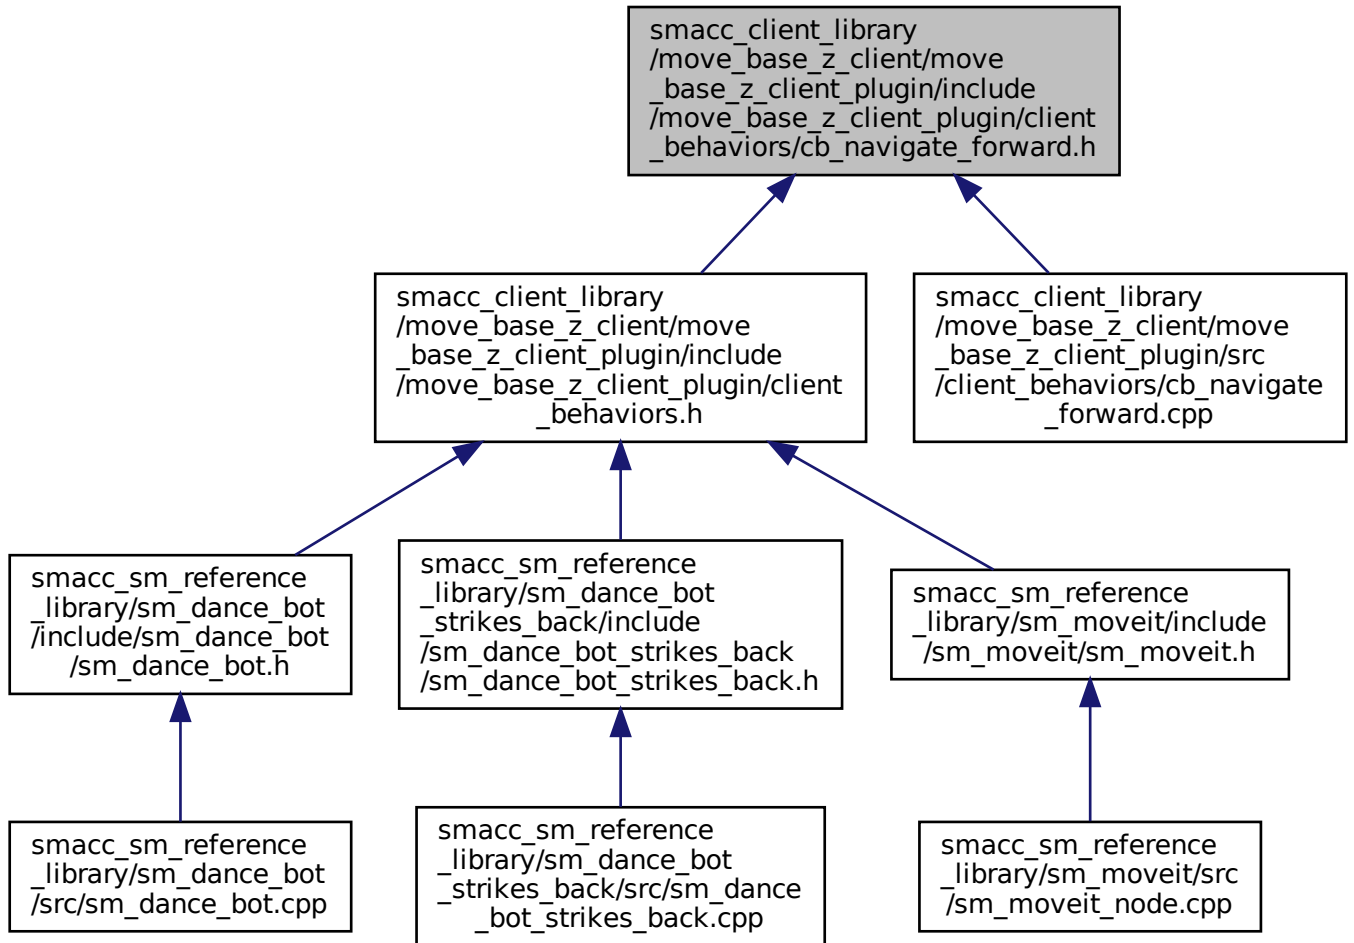 smacc_client_library
/move_base_z_client/move
_base_z_client_plugin/include
/move_base_z_client_plugin/client
_behaviors/cb_navigate_forward.h
smacc_client_library
/move_base_z_client/move
_base_z_client_plugin/include
/move_base_z_client_plugin/client
_behaviors.h
smacc_client_library
/move_base_z_client/move
_base_z_client_plugin/src
/client_behaviors/cb_navigate
_forward.cpp
smacc_sm_reference
_library/sm_dance_bot
/include/sm_dance_bot
/sm_dance_bot.h
smacc_sm_reference
_library/sm_dance_bot
_strikes_back/include
/sm_dance_bot_strikes_back
/sm_dance_bot_strikes_back.h
smacc_sm_reference
_library/sm_moveit/include
/sm_moveit/sm_moveit.h
smacc_sm_reference
_library/sm_dance_bot
/src/sm_dance_bot.cpp
smacc_sm_reference
_library/sm_dance_bot
_strikes_back/src/sm_dance
_bot_strikes_back.cpp
smacc_sm_reference
_library/sm_moveit/src
/sm_moveit_node.cpp